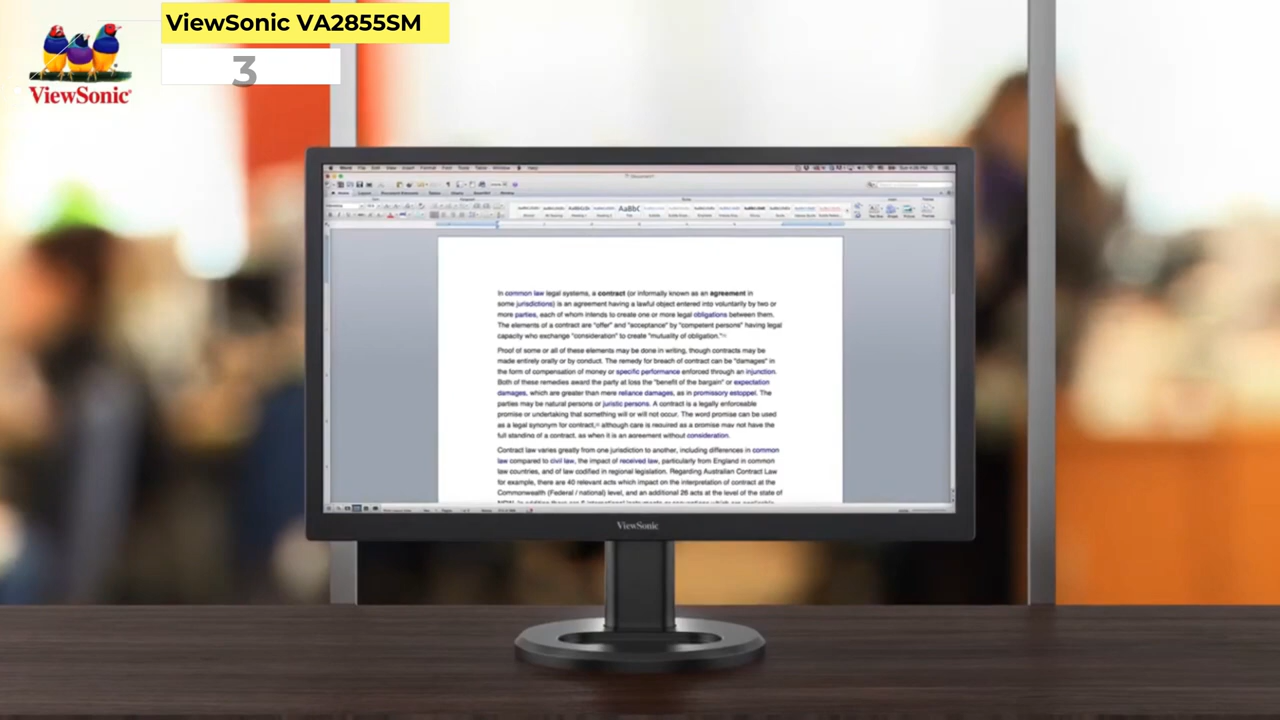 ViewSonic VA2855SM
3
ViewSonic
In common law legal systems, a contract (or informally known as an agreement in
some jurisdictions) is an agreement having a lawful object entered into voluntarily by two or
more parties, each of whom intends to create one or more legal obligations between them.
The elements of a contract are "offer" and "acceptance" by "competent persons" having legal
capacity who exchange "consideration" to create "mutuality of obligation."
Proof of some or all of these elements may be done in writing, though contracts may be
made entirely orally or by conduct. The remedy for breach of contract can be "damages" in
the form of compensation of money or specific performance enforced through an injunction.
Both of these remedies award the party at loss the "benefit of the bargain" or expectation
damages, which are greater than mere reliance damages, as in promissory estoppel. The
parties may be natural persons or juristic persons. A contract is a legally enforceable
promise or undertaking that something will or will not occur. The word promise can be used
as a legal synonym for contract, although care is required as a promise may not have the
full standing of a contract, as when it is an agreement without consideration.
Contract law varies greatly from one jurisdiction to another, including differences in common
law compared to civil law, the impact of received law, particularly from England in common
law countries, and of law codified in regional legislation. Regarding Australian Contract Law
for example, there are 40 relevant acts which impact on the interpretation of contract at the
Commonwealth (Federal / national) level, and an additional 26 acts at the level of the state of
ViewSonic